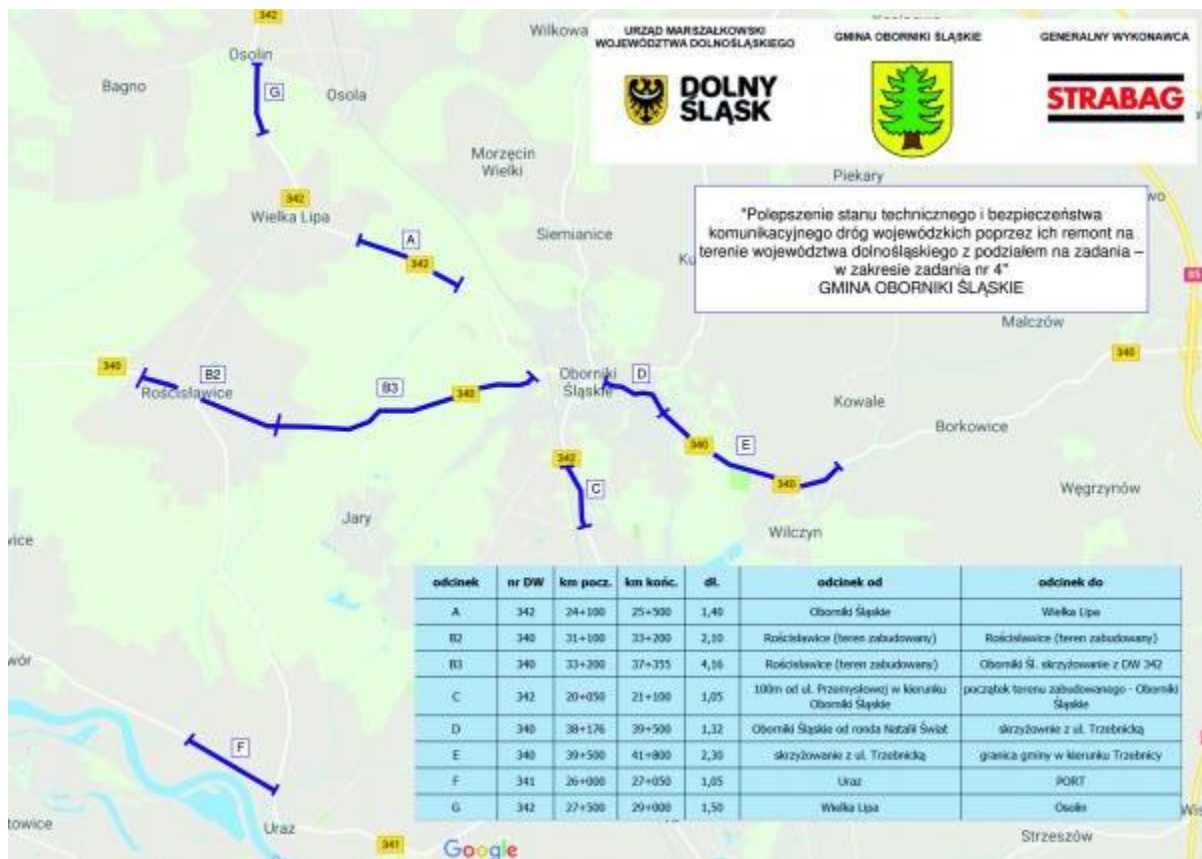 342
Wilkowa
URZĄD MARSZAŁKOWSKI
WOJEWÓDZTWA DOLNOŚLĄSKIEGO
GMINA OBORNIKI ŚLĄSKIE
GENERALNY WYKONAWCA
Osolin
Bagno
G
Osola
DOLNY
ŚLĄSK
STRABAG
Morzęcin
Wielki
Piekary
342
Wielka Lipa
"Polepszenie stanu technicznego i bezpieczeństwa
komunikacyjnego dróg wojewódzkich poprzez ich remont na
terenie województwa dolnośląskiego z podziałem na zadania –
w zakresie zadania nr 4"
GMINA OBORNIKI ŚLĄSKIE
A
Siemianice
342
Malczów
340
340
B2
Rościsławice
B3
340
Oborniki
Śląskie
D
Kowale
Borkowice
340
E
342
C
340
Węgrzynów
Jary
Wilczyn
odcinek nr DW km pocz. km końc. dł. odcinek od odcinek do
A 342 24+100 25+500 1,40 Oborniki Śląskie Wielka Lipa
B2 340 31+100 33+200 2,10 Rościsławice (teren zabudowany) Rościsławice (teren zabudowany)
B3 340 33+200 37+355 4,16 Rościsławice (teren zabudowany) Oborniki Śl. skrzyżowanie z DW 342
C 342 20+050 21+100 1,05 100m od ul. Przemysłowej w kierunku Oborniki Śląskie początek terenu zabudowanego - Oborniki Śląskie
D 340 38+176 39+500 1,32 Oborniki Śląskie od ronda Natalii Świat skrzyżownie z ul. Trzebnicką
E 340 39+500 41+800 2,30 skrzyżowanie z ul. Trzebnicką granica gminy w kierunku Trzebnicy
F 341 26+000 27+050 1,05 Uraz PORT
G 342 27+500 29+000 1,50 Wielka Lipa Osolin
F
Uraz
341
Google
Strzeszów